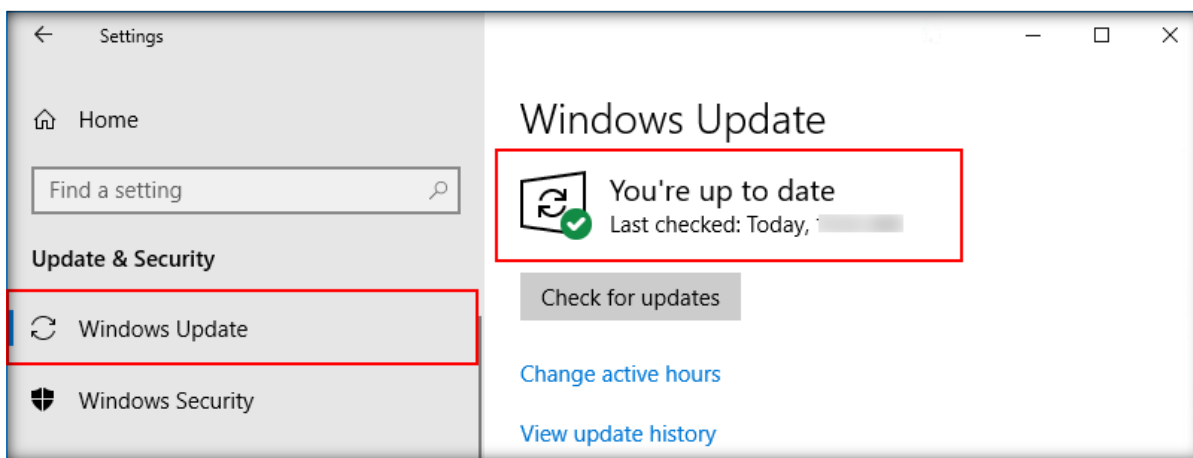 Settings
Home
Find a setting
Update & Security
Windows Update
Windows Security
Windows Update
You're up to date
Last checked: Today,
Check for updates
Change active hours
View update history